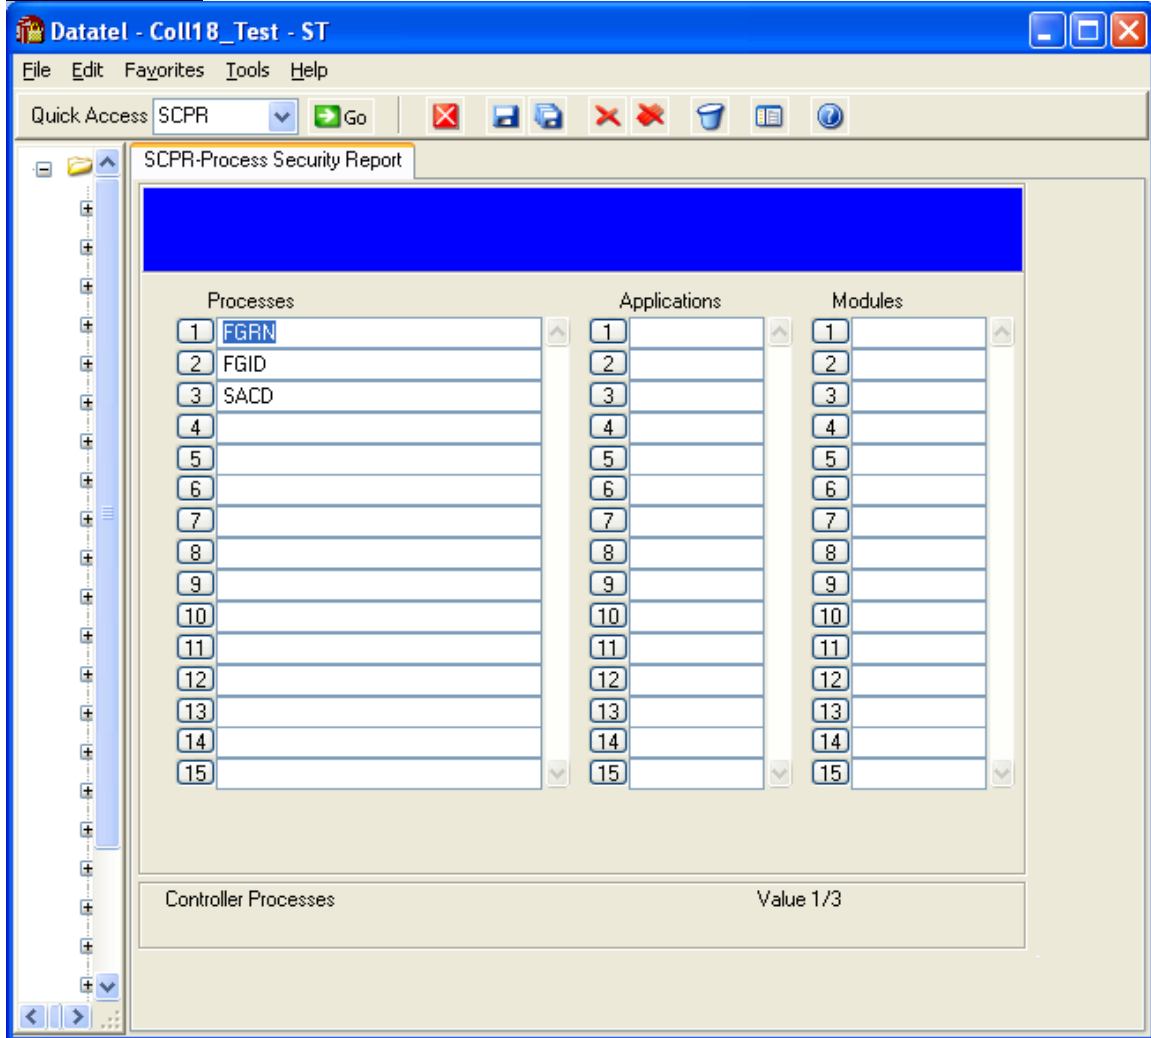 Datatel - Coll18_Test - ST
File Edit Favorites Tools Help
Quick Access SCPR Go
SCPR-Process Security Report
Processes Applications Modules
1 FGRN 1 1
2 FGID 2 2
3 SACD 3 3
4 4 4
5 5 5
6 6 6
7 7 7
8 8 8
9 9 9
10 10 10
11 11 11
12 12 12
13 13 13
14 14 14
15 15 15
Controller Processes Value 1/3